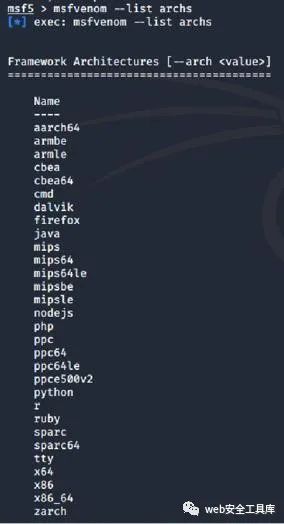 msf5 > msfvenom --list archs
[*] exec: msfvenom --list archs
Framework Architectures [--arch <value>]
========================================
Name
----
aarch64
armbe
armle
cbea
cbea64
cmd
dalvik
firefox
java
mips
mips64
mips64le
mipsbe
mipsle
nodejs
php
ppc
ppc64
ppc64le
ppce500v2
python
r
ruby
sparc
sparc64
tty
x64
x86
x86_64
zarch
web安全工具库